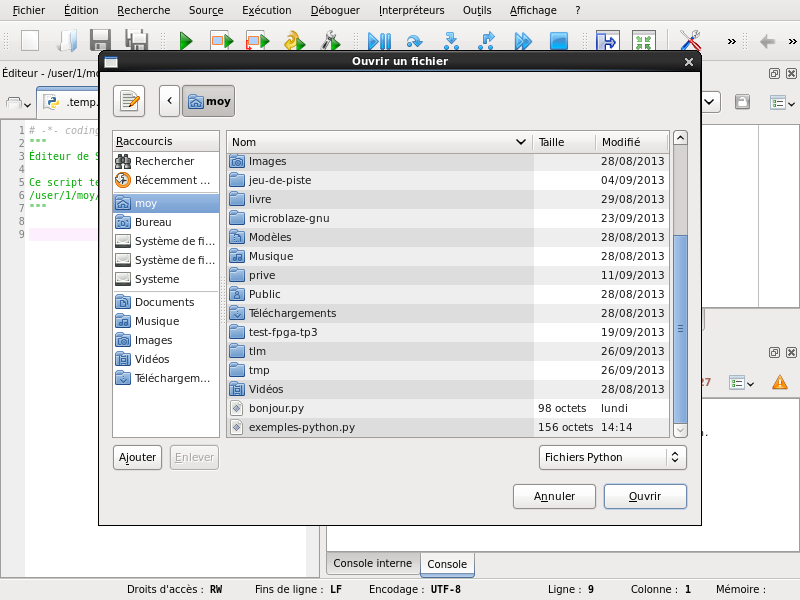 Fichier Édition Recherche Source Exécution Déboguer Interpréteurs Outils Affichage ?
Ouvrir un fichier
Éditeur - /user/1/mo
.temp.
moy
1 # -*- coding
2 """
3 Éditeur de S
4
5 Ce script te
6 /user/1/moy/
7 """
8
9
Raccourcis
Rechercher
Récemment ...
moy
Bureau
Système de fi...
Système de fi...
Systeme
Documents
Musique
Images
Vidéos
Téléchargem...
Nom Taille Modifié
Images 28/08/2013
jeu-de-piste 04/09/2013
livre 29/08/2013
microblaze-gnu 23/09/2013
Modèles 28/08/2013
Musique 28/08/2013
prive 11/09/2013
Public 28/08/2013
Téléchargements 28/08/2013
test-fpga-tp3 19/09/2013
tlm 26/09/2013
tmp 26/09/2013
Vidéos 28/08/2013
bonjour.py 98 octets lundi
exemples-python.py 156 octets 14:14
Ajouter Enlever
Fichiers Python
Annuler Ouvrir
Console interne Console
Droits d'accès : RW Fins de ligne : LF Encodage : UTF-8 Ligne : 9 Colonne : 1 Mémoire :